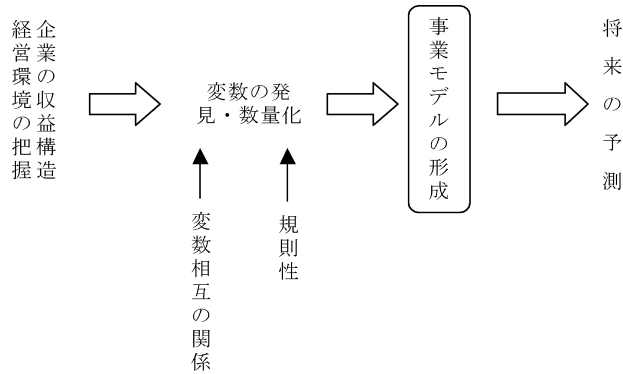 企業の収益構造
経営環境の把握
変数の発
見・数量化
事業モデルの形成
将来の予測
変数相互の関係
規則性